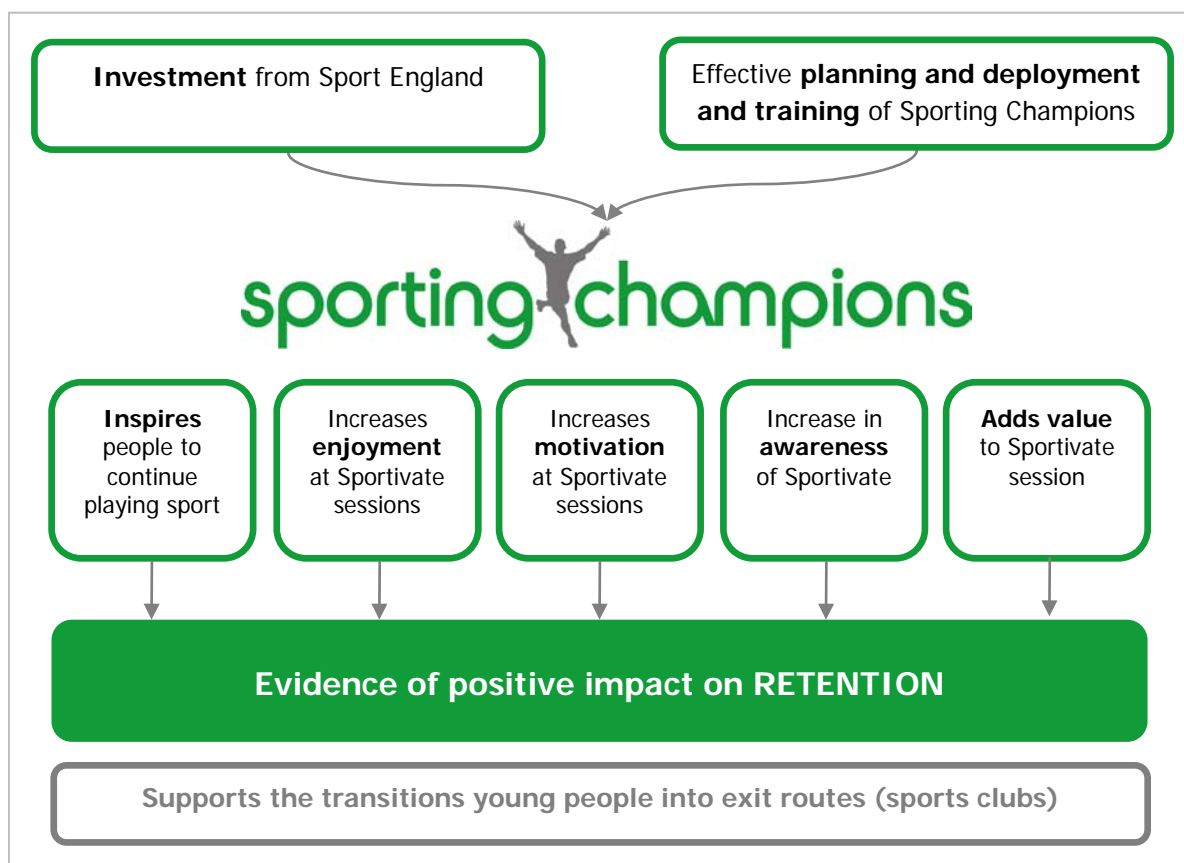 Investment from Sport England
Effective planning and deployment
and training of Sporting Champions
sporting champions
Inspires
people to
continue
playing sport
Increases
enjoyment
at Sportivate
sessions
Increases
motivation
at Sportivate
sessions
Increase in
awareness
of Sportivate
Adds value
to Sportivate
session
Evidence of positive impact on RETENTION
Supports the transitions young people into exit routes (sports clubs)